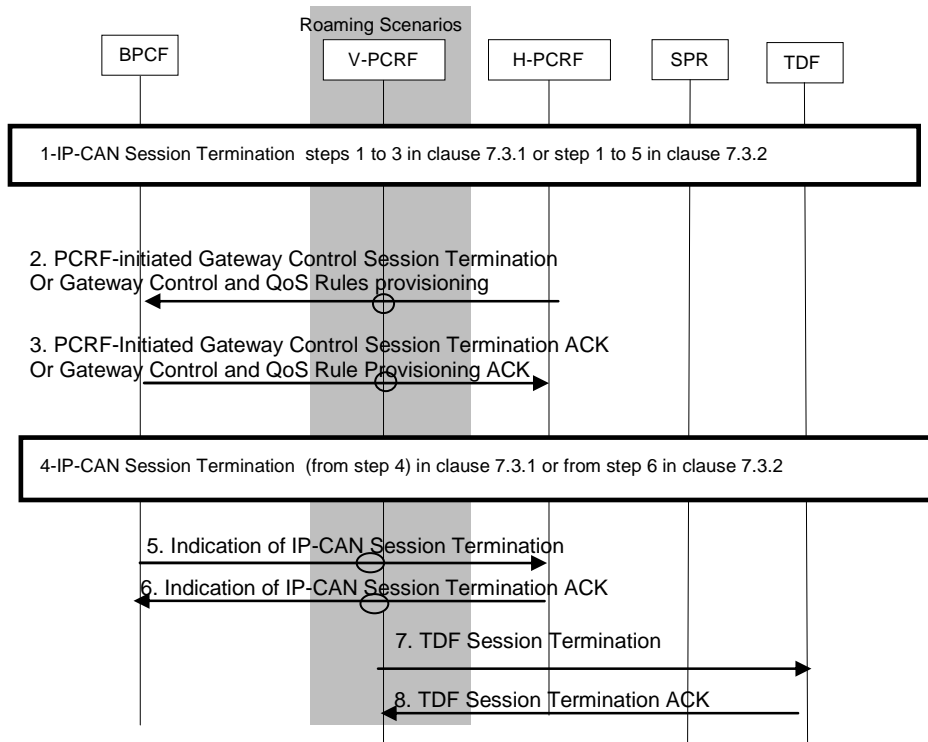 Roaming Scenarios
BPCF
V-PCRF
H-PCRF
SPR
TDF
1-IP-CAN Session Termination steps 1 to 3 in clause 7.3.1 or step 1 to 5 in clause 7.3.2
2. PCRF-initiated Gateway Control Session Termination
Or Gateway Control and QoS Rules provisioning
3. PCRF-Initiated Gateway Control Session Termination ACK
Or Gateway Control and QoS Rule Provisioning ACK
4-IP-CAN Session Termination (from step 4) in clause 7.3.1 or from step 6 in clause 7.3.2
5. Indication of IP-CAN Session Termination
6. Indication of IP-CAN Session Termination ACK
7. TDF Session Termination
8. TDF Session Termination ACK